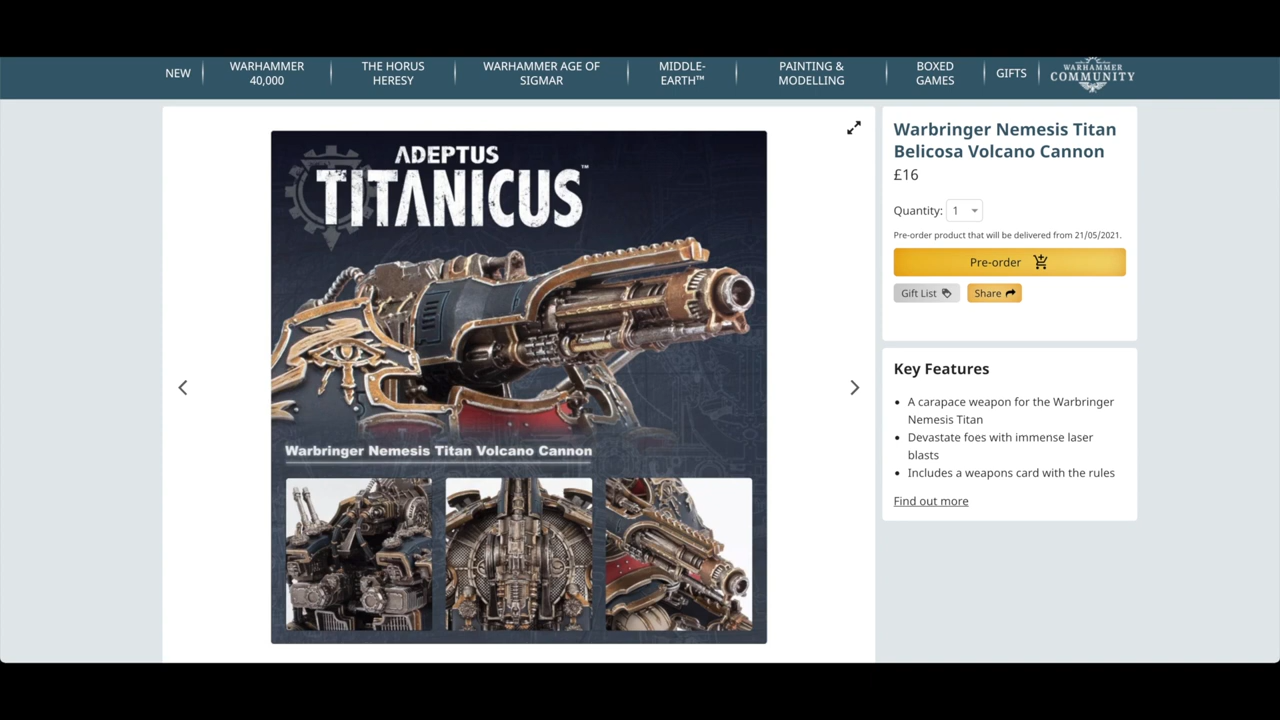 NEW
WARHAMMER
40,000
THE HORUS
HERESY
WARHAMMER AGE OF
SIGMAR
MIDDLE-
EARTH™
PAINTING &
MODELLING
BOXED
GAMES
GIFTS
WARHAMMER
COMMUNITY
ADEPTUS
TITANICUS™
Warbringer Nemesis Titan Volcano Cannon
Warbringer Nemesis Titan
Belicosa Volcano Cannon
£16
Quantity: 1
Pre-order product that will be delivered from 21/05/2021.
Pre-order
Gift List
Share
Key Features
• A carapace weapon for the Warbringer
Nemesis Titan
• Devastate foes with immense laser
blasts
• Includes a weapons card with the rules
Find out more